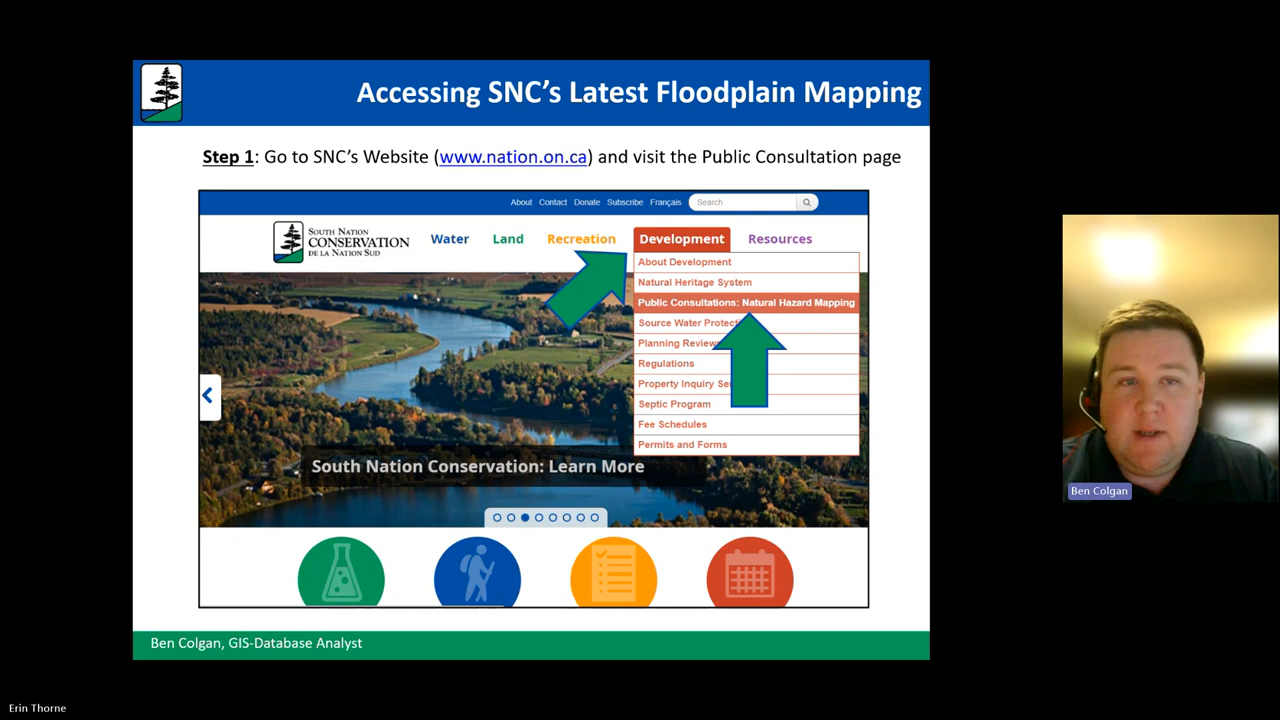 Accessing SNC's Latest Floodplain Mapping
Step 1: Go to SNC's Website (www.nation.on.ca) and visit the Public Consultation page
About Contact Donate Subscribe Français Search
SOUTH NATION
CONSERVATION
DE LA NATION SUD
Water Land Recreation Development Resources
About Development
Natural Heritage System
Public Consultations: Natural Hazard Mapping
Source Water
Planning
Regulations
Property Inquiry
Septic Program
Fee Schedules
Permits and Forms
South Nation Conservation: Learn More
Ben Colgan, GIS-Database Analyst
Ben Colgan
Erin Thorne